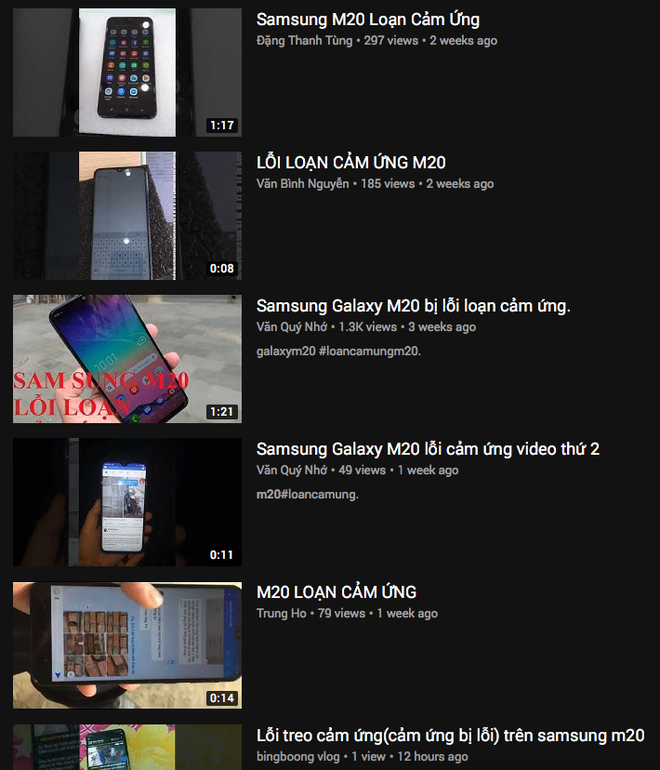 Samsung M20 Loạn Cảm Ứng
Đặng Thanh Tùng • 297 views • 2 weeks ago
1:17
LỖI LOẠN CẢM ỨNG M20
Văn Bình Nguyễn • 185 views • 2 weeks ago
0:08
Samsung Galaxy M20 bị lỗi loạn cảm ứng.
Văn Quý Nhớ • 1.3K views • 3 weeks ago
galaxym20 #loancamungm20.
10:01
SAM SUNG M20
LỖI LOẠN
1:21
Samsung Galaxy M20 lỗi cảm ứng video thứ 2
Văn Quý Nhớ • 49 views • 1 week ago
m20#loancamung.
0:11
M20 LOẠN CẢM ỨNG
Trung Ho • 79 views • 1 week ago
0:14
Lỗi treo cảm ứng(cảm ứng bị lỗi) trên samsung m20
bingboong vlog • 1 view • 12 hours ago